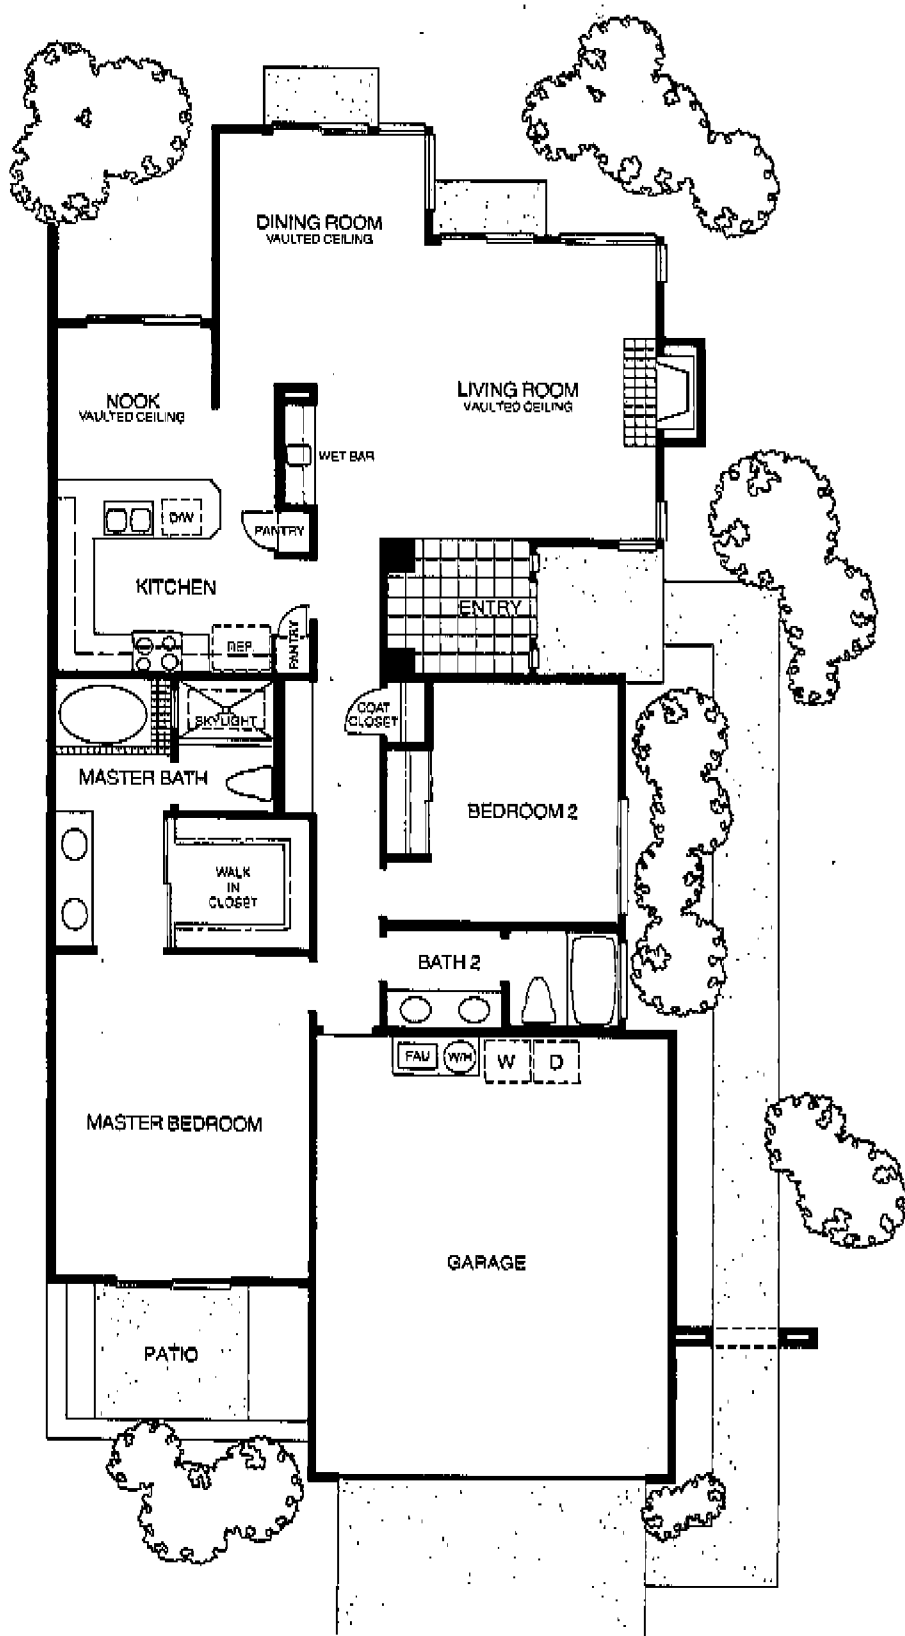 DINING ROOM
VAULTED CEILING
NOOK
VAULTED CEILING
LIVING ROOM
VAULTED CEILING
WET BAR
D/W
PANTRY
KITCHEN
ENTRY
PANTRY
REF.
SKYLIGHT
COAT
CLOSET
MASTER BATH
BEDROOM 2
WALK
IN
CLOSET
BATH 2
FAU
W/H
W
D
MASTER BEDROOM
GARAGE
PATIO